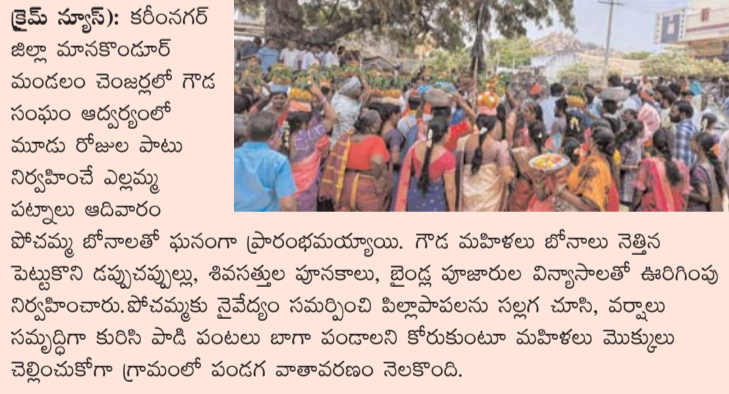 (క్రైమ్ న్యూస్): కరీంనగర్
జిల్లా మానకొండూర్
మండలం చెంజర్లలో గౌడ
సంఘం ఆద్వర్యంలో
మూడు రోజుల పాటు
నిర్వహించే ఎల్లమ్మ
పట్నాలు ఆదివారం
పోచమ్మ బోనాలతో ఘనంగా ప్రారంభమయ్యాయి. గౌడ మహిళలు బోనాలు నెత్తిన
పెట్టుకొని డప్పుచప్పుల్లు, శివసత్తుల పూనకాలు, బైండ్ల పూజారుల విన్యాసాలతో ఊరిగింపు
నిర్వహించారు.పోచమ్మకు నైవేద్యం సమర్పించి పిల్లాపాపలను సల్లగ చూసి, వర్షాలు
సమృద్ధిగా కురిసి పాడి పంటలు బాగా పండాలని కోరుకుంటూ మహిళలు మొక్కులు
చెల్లించుకోగా గ్రామంలో పండగ వాతావరణం నెలకొంది.